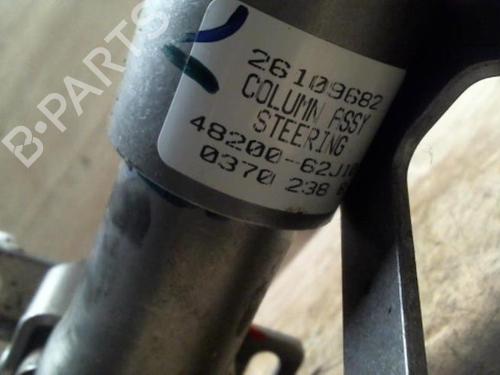 26109682
COLUMN ASSY
STEERING
48200-62J
0370 238
B-PARTS